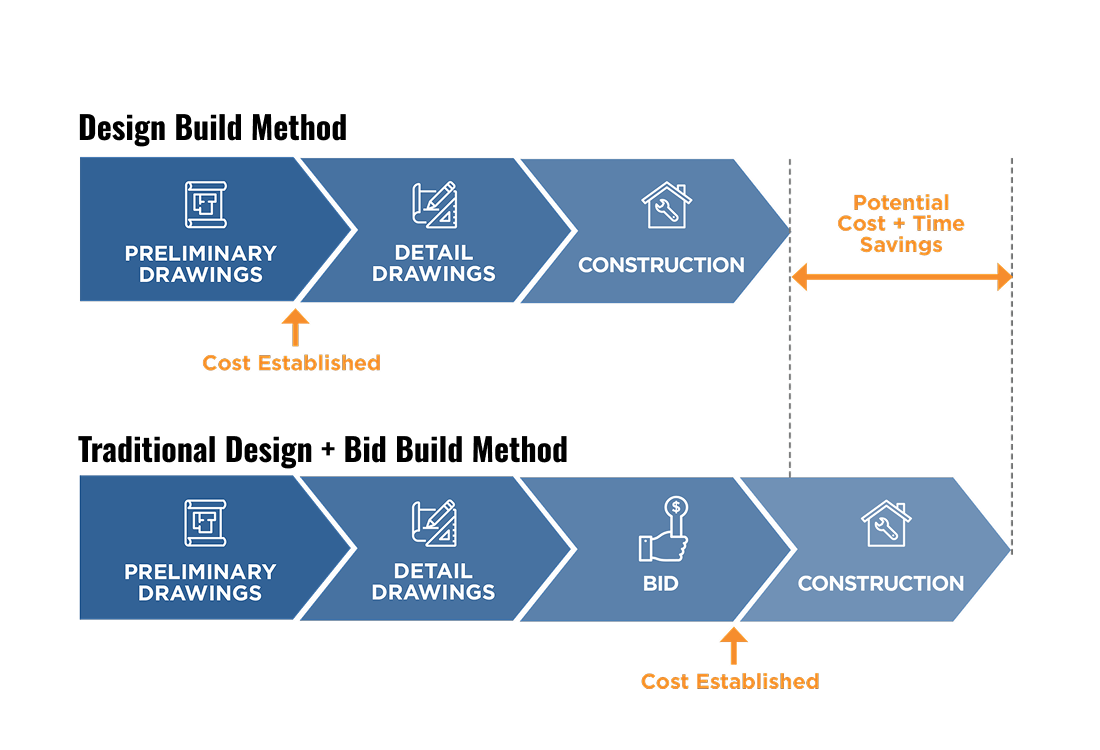 Design Build Method
PRELIMINARY
DRAWINGS
DETAIL
DRAWINGS
CONSTRUCTION
Potential
Cost + Time
Savings
Cost Established
Traditional Design + Bid Build Method
PRELIMINARY
DRAWINGS
DETAIL
DRAWINGS
$
BID
CONSTRUCTION
Cost Established